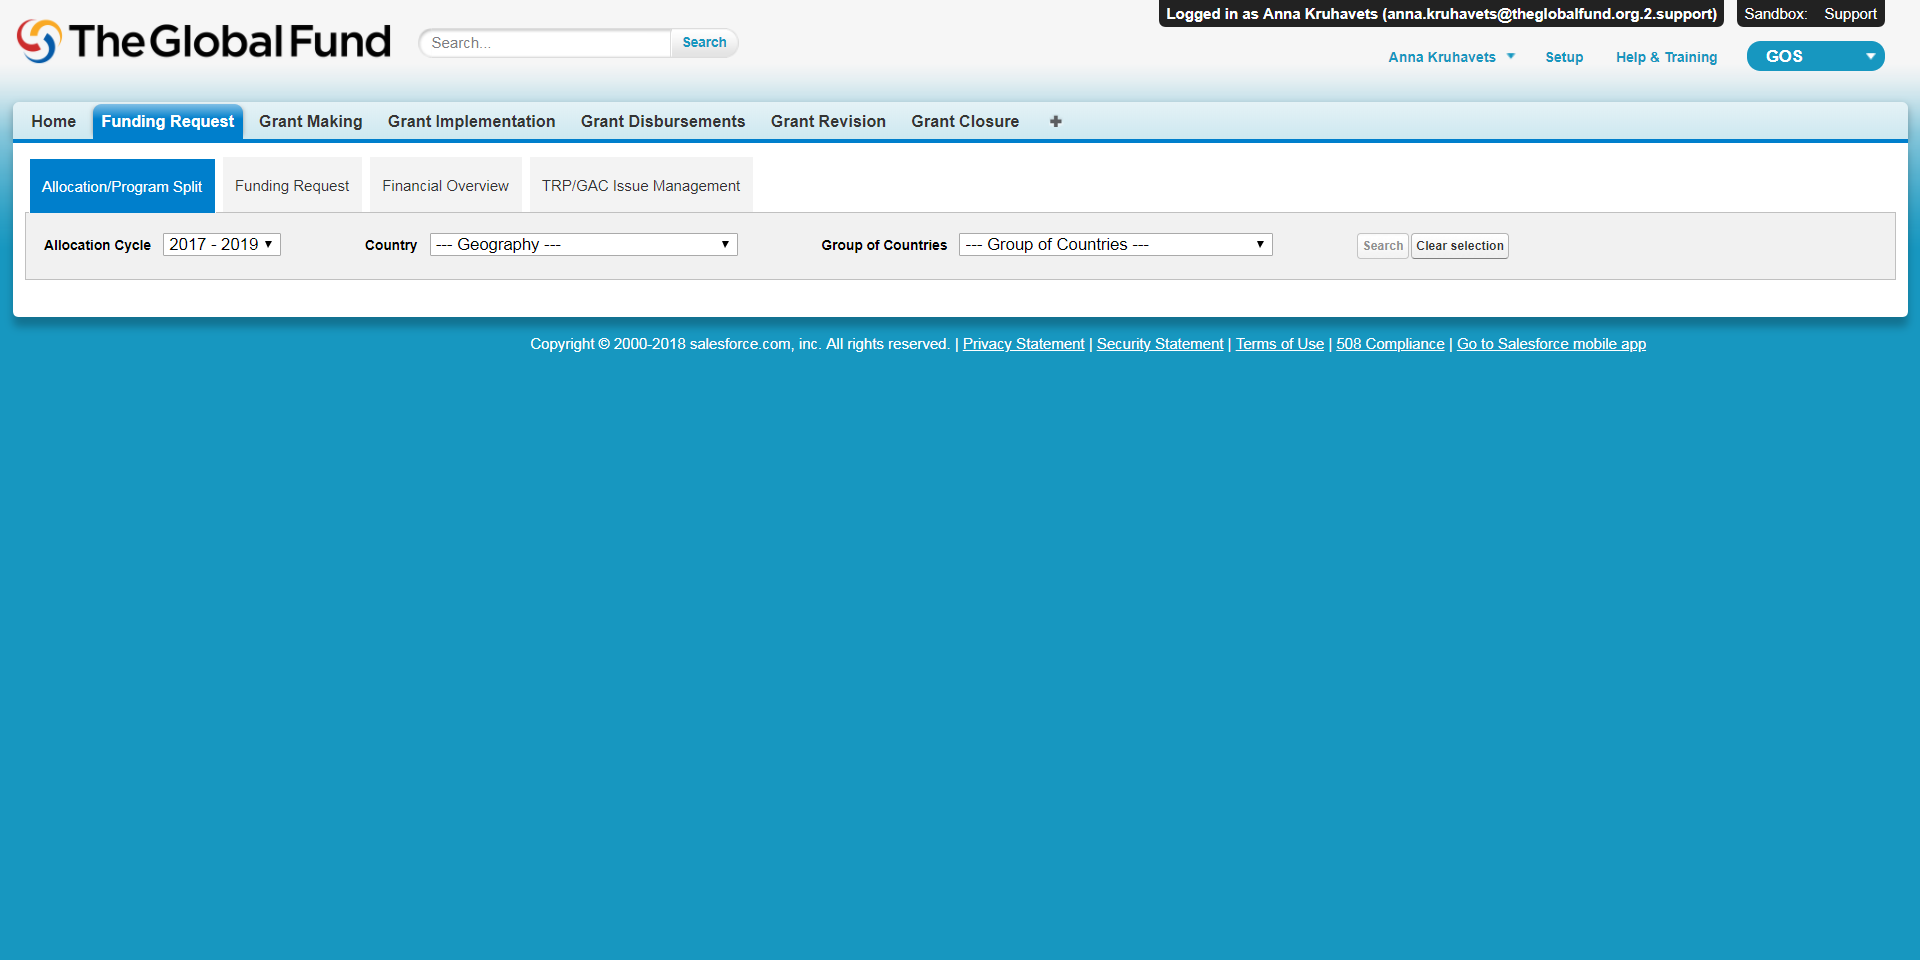 Logged in as Anna Kruhavets (anna.kruhavets@theglobalfund.org.2.support)
Sandbox: Support
The Global Fund
Search...
Search
Anna Kruhavets
Setup
Help & Training
GOS
Home
Funding Request
Grant Making
Grant Implementation
Grant Disbursements
Grant Revision
Grant Closure
Allocation/Program Split
Funding Request
Financial Overview
TRP/GAC Issue Management
Allocation Cycle
2017 - 2019
Country
--- Geography ---
Group of Countries
--- Group of Countries ---
Search
Clear selection
Copyright © 2000-2018 salesforce.com, inc. All rights reserved. | Privacy Statement | Security Statement | Terms of Use | 508 Compliance | Go to Salesforce mobile app